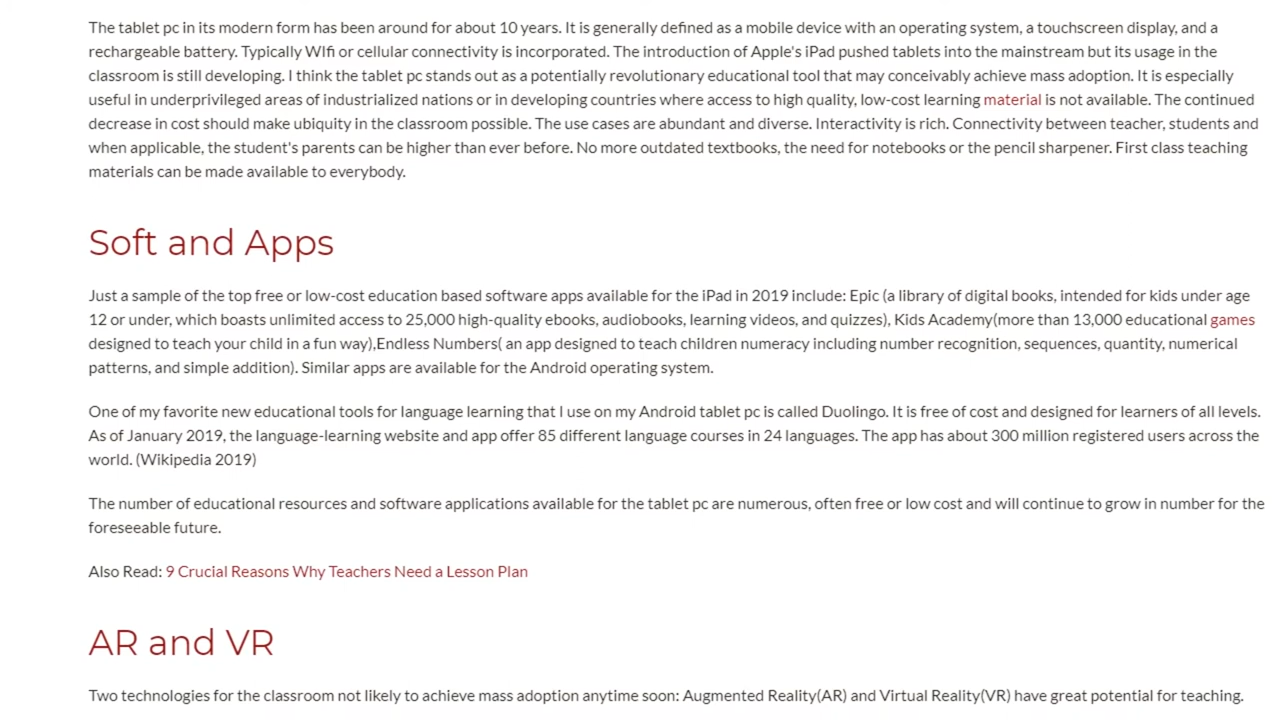 The tablet pc in its modern form has been around for about 10 years. It is generally defined as a mobile device with an operating system, a touchscreen display, and a
rechargeable battery. Typically WIfi or cellular connectivity is incorporated. The introduction of Apple's iPad pushed tablets into the mainstream but its usage in the
classroom is still developing. I think the tablet pc stands out as a potentially revolutionary educational tool that may conceivably achieve mass adoption. It is especially
useful in underprivileged areas of industrialized nations or in developing countries where access to high quality, low-cost learning material is not available. The continued
decrease in cost should make ubiquity in the classroom possible. The use cases are abundant and diverse. Interactivity is rich. Connectivity between teacher, students and
when applicable, the student's parents can be higher than ever before. No more outdated textbooks, the need for notebooks or the pencil sharpener. First class teaching
materials can be made available to everybody.
Soft and Apps
Just a sample of the top free or low-cost education based software apps available for the iPad in 2019 include: Epic (a library of digital books, intended for kids under age
12 or under, which boasts unlimited access to 25,000 high-quality ebooks, audiobooks, learning videos, and quizzes), Kids Academy(more than 13,000 educational games
designed to teach your child in a fun way),Endless Numbers( an app designed to teach children numeracy including number recognition, sequences, quantity, numerical
patterns, and simple addition). Similar apps are available for the Android operating system.
One of my favorite new educational tools for language learning that I use on my Android tablet pc is called Duolingo. It is free of cost and designed for learners of all levels.
As of January 2019, the language-learning website and app offer 85 different language courses in 24 languages. The app has about 300 million registered users across the
world. (Wikipedia 2019)
The number of educational resources and software applications available for the tablet pc are numerous, often free or low cost and will continue to grow in number for the
foreseeable future.
Also Read: 9 Crucial Reasons Why Teachers Need a Lesson Plan
AR and VR
Two technologies for the classroom not likely to achieve mass adoption anytime soon: Augmented Reality(AR) and Virtual Reality(VR) have great potential for teaching.